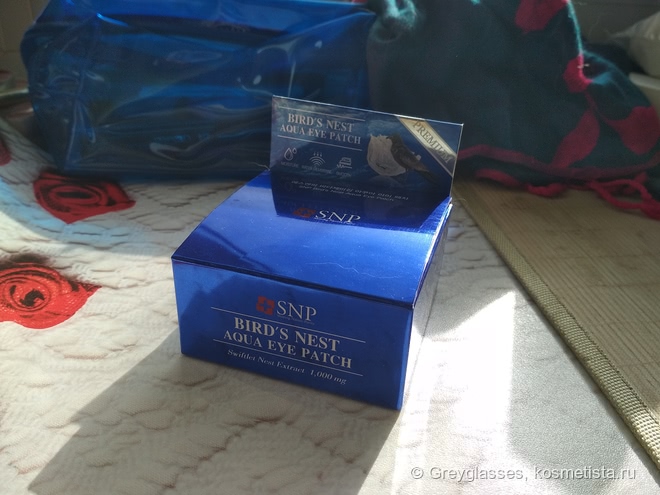 BIRD'S NEST
AQUA EYE PATCH
PREMIUM
SNP
SNP
BIRD'S NEST
AQUA EYE PATCH
Swiftlet Nest Extract 1,000 mg
© Greyglasses, kosmetista.ru